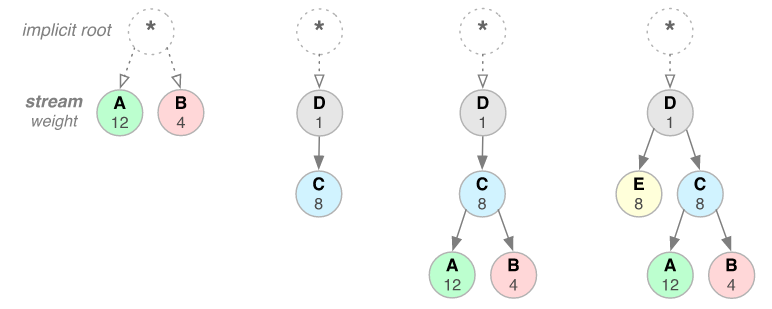 implicit root * * * *
stream A B D D D
weight 12 4 1 1 1
C C E C
8 8 8 8
A B A B
12 4 12 4